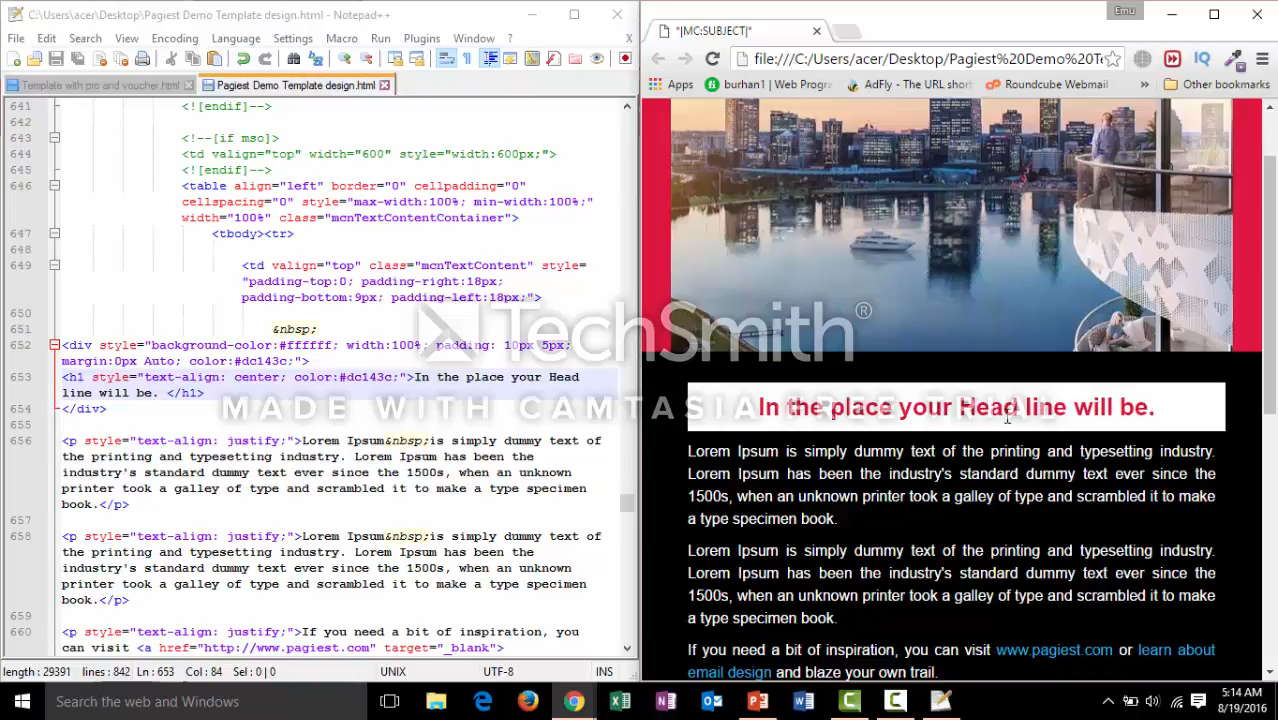 C:\Users\acer\Desktop\Pagiest Demo Template design.html - Notepad++
File Edit Search View Encoding Language Settings Macro Run Plugins Window ? X
Template with pro and voucher.html
Pagiest Demo Template design.html
641 <![endif]-->
642
643 <!--[if mso]>
644 <td valign="top" width="600" style="width:600px;">
645 <![endif]-->
646 <table align="left" border="0" cellpadding="0"
cellspacing="0" style="max-width:100%; min-width:100%;"
width="100%" class="mcnTextContentContainer">
647 <tbody><tr>
648
649 <td valign="top" class="mcnTextContent" style=
"padding-top:0; padding-right:18px;
padding-bottom:9px; padding-left:18px;">
650
651 &nbsp;
652 <div style="background-color:#ffffff; width:100%; padding: 10px 5px;
margin:0px Auto; color:#dc143c;">
653 <h1 style="text-align: center; color:#dc143c;">In the place your Head
line will be. </h1>
654 </div>
655
656 <p style="text-align: justify;">Lorem Ipsum&nbsp;is simply dummy text of
the printing and typesetting industry. Lorem Ipsum has been the
industry's standard dummy text ever since the 1500s, when an unknown
printer took a galley of type and scrambled it to make a type specimen
book.</p>
657
658 <p style="text-align: justify;">Lorem Ipsum&nbsp;is simply dummy text of
the printing and typesetting industry. Lorem Ipsum has been the
industry's standard dummy text ever since the 1500s, when an unknown
printer took a galley of type and scrambled it to make a type specimen
book.</p>
659
660 <p style="text-align: justify;">If you need a bit of inspiration, you
can visit <a href="http://www.pagiest.com" target="_blank">
length : 29391 lines : 842 Ln : 653 Col : 84 Sel : 0 | 0 UNIX UTF-8 INS
Emu
*|MC:SUBJECT|*
file:///C:/Users/acer/Desktop/Pagiest%20Demo%20Te
Apps burhan1 | Web Progra AdFly - The URL short Roundcube Webmail » Other bookmarks
In the place your Head line will be.
Lorem Ipsum is simply dummy text of the printing and typesetting industry.
Lorem Ipsum has been the industry's standard dummy text ever since the
1500s, when an unknown printer took a galley of type and scrambled it to make
a type specimen book.
Lorem Ipsum is simply dummy text of the printing and typesetting industry.
Lorem Ipsum has been the industry's standard dummy text ever since the
1500s, when an unknown printer took a galley of type and scrambled it to make
a type specimen book.
If you need a bit of inspiration, you can visit www.pagiest.com or learn about
email design and blaze your own trail.
TechSmith®
MADE WITH CAMTASIA FREE TRIAL
Search the web and Windows
5:14 AM
8/19/2016